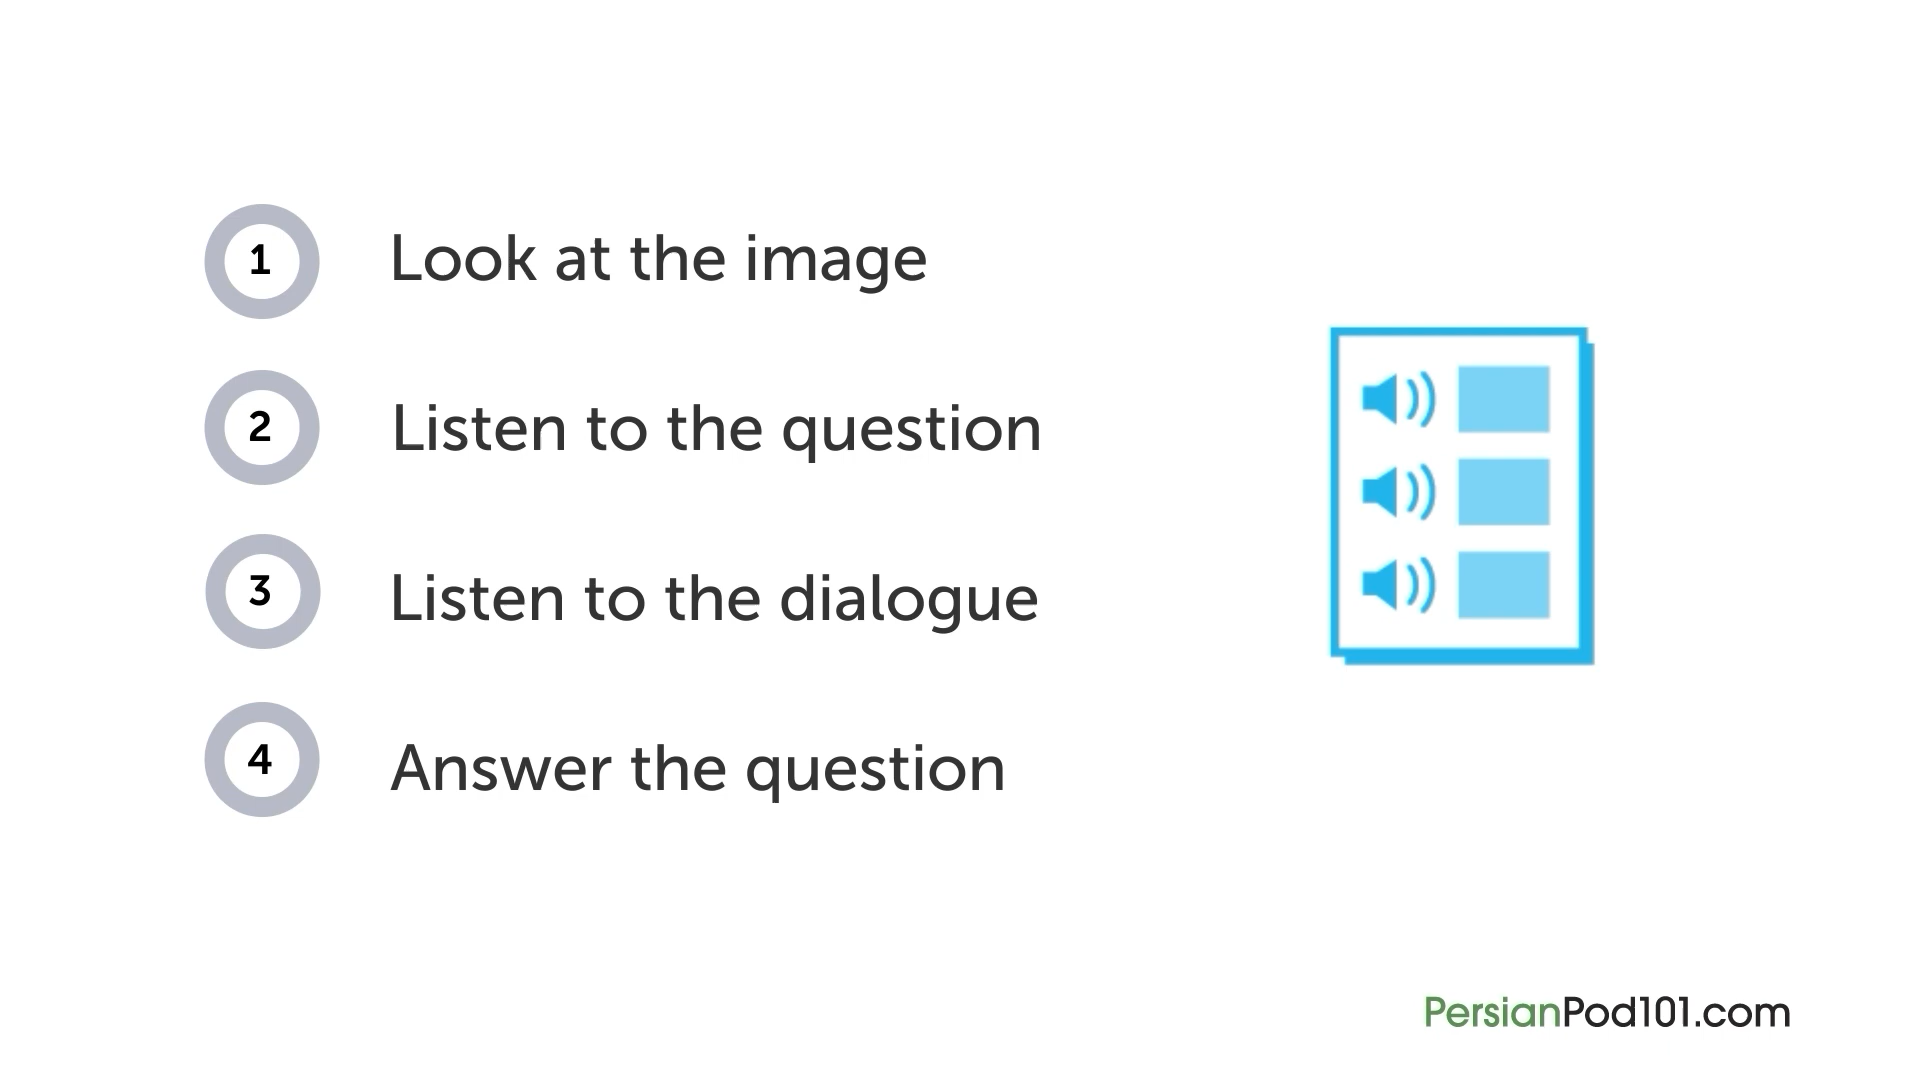 1 Look at the image
2 Listen to the question
3 Listen to the dialogue
4 Answer the question
PersianPod101.com